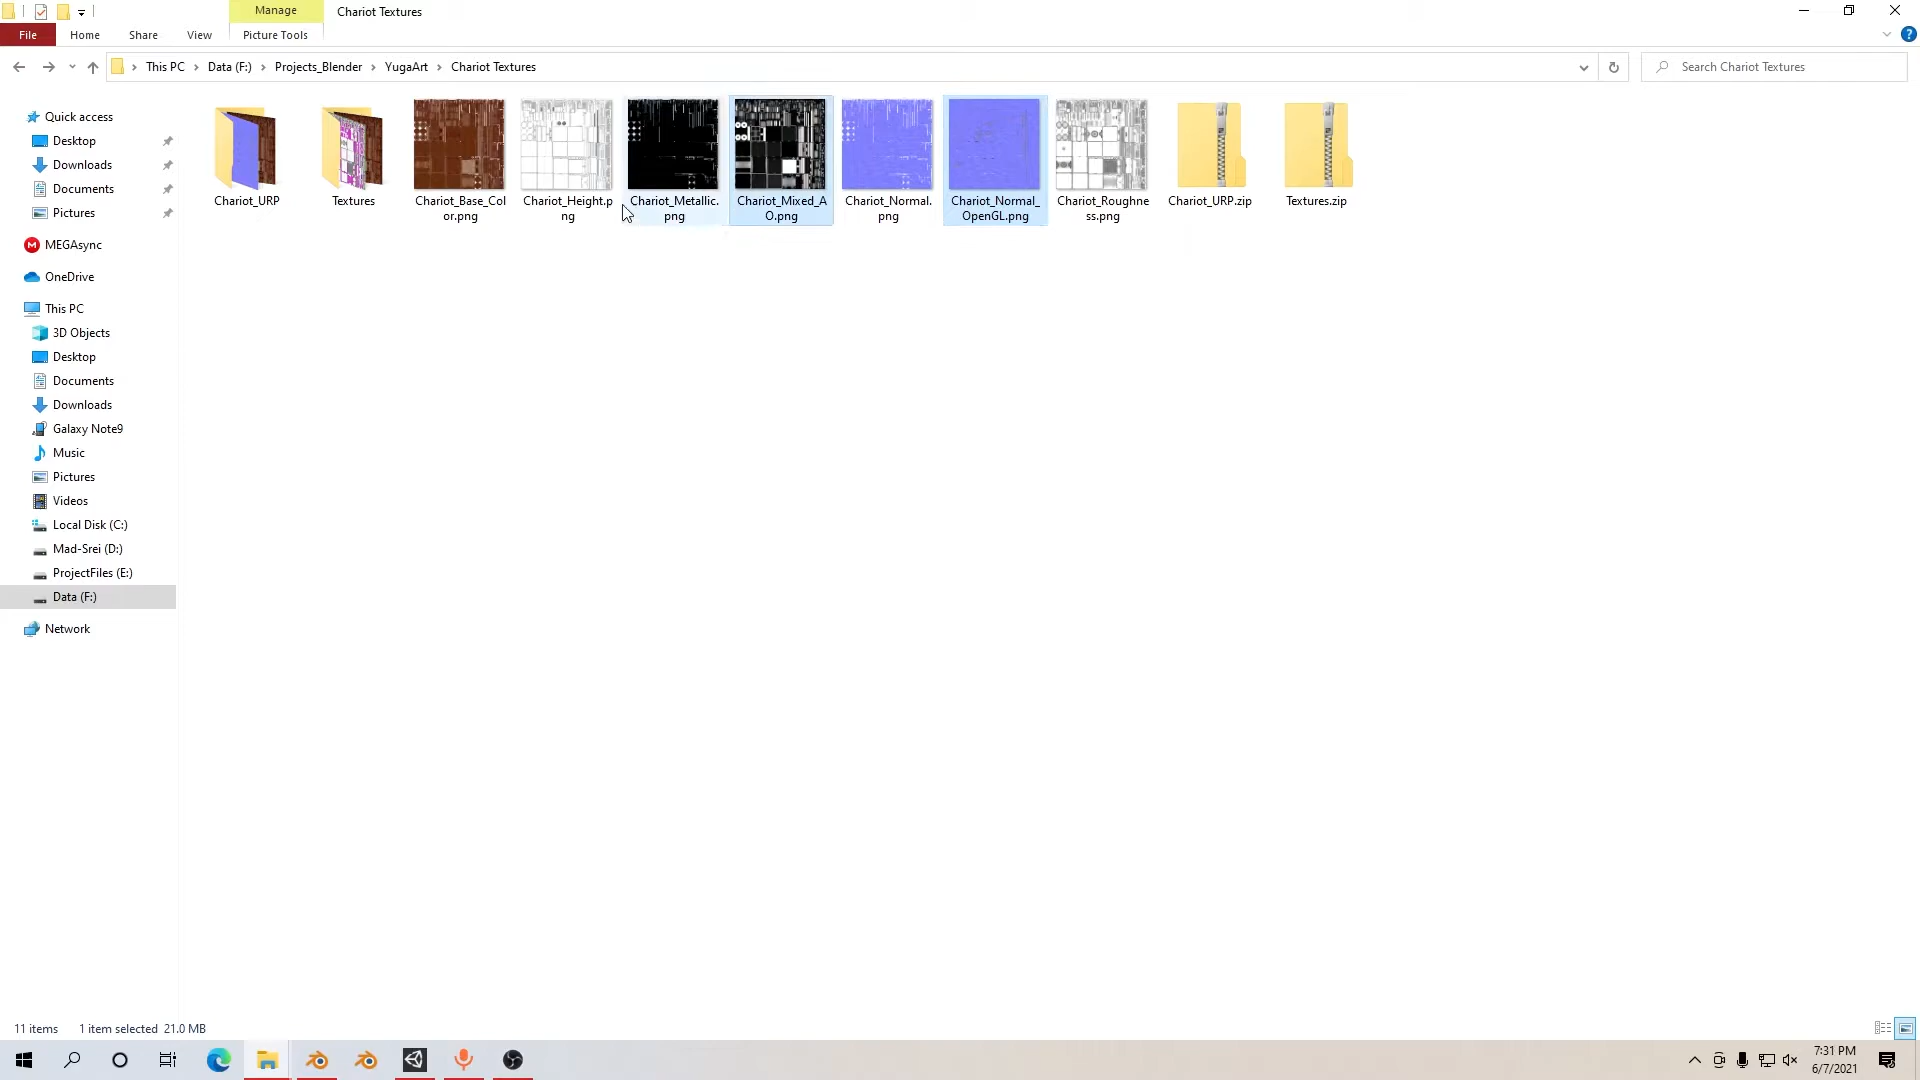 Manage
Chariot Textures
File
Home
Share
View
Picture Tools
This PC
Data (F:)
Projects_Blender
YugaArt
Chariot Textures
Search Chariot Textures
Quick access
Desktop
Downloads
Documents
Pictures
MEGAsync
OneDrive
This PC
3D Objects
Desktop
Documents
Downloads
Galaxy Note9
Music
Pictures
Videos
Local Disk (C:)
Mad-Srei (D:)
ProjectFiles (E:)
Data (F:)
Network
Chariot_URP
Textures
Chariot_Base_Col
or.png
Chariot_Height.p
ng
Chariot_Metallic.
png
Chariot_Mixed_A
O.png
Chariot_Normal.
png
Chariot_Normal_
OpenGL.png
Chariot_Roughne
ss.png
Chariot_URP.zip
Textures.zip
11 items
1 item selected 21.0 MB
7:31 PM
6/7/2021